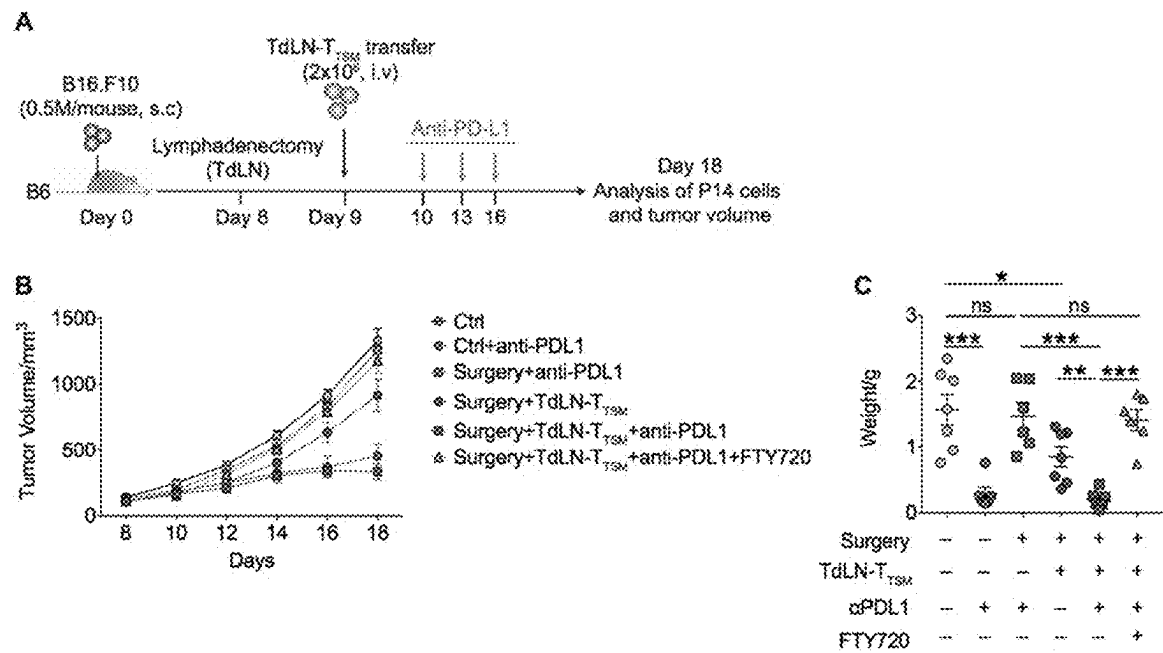 A
TdLN-T_TSM transfer
(2x10⁶, i.v)
B16.F10
(0.5M/mouse, s.c)
Lymphadenectomy
(TdLN)
Anti-PD-L1
Day 18
Analysis of P14 cells
and tumor volume
B6
Day 0
Day 8
Day 9
10
13
16
B
Tumor Volume/mm³
1500
1000
500
0
8
10
12
14
16
18
Days
Ctrl
Ctrl+anti-PDL1
Surgery+anti-PDL1
Surgery+TdLN-T_TSM
Surgery+TdLN-T_TSM+anti-PDL1
Surgery+TdLN-T_TSM+anti-PDL1+FTY720
C
*
ns
ns
***
***
**
***
Weight/g
3
2
1
0
Surgery – – + + + +
TdLN-T_TSM – – – + + +
αPDL1 – + + – + +
FTY720 – – – – – +